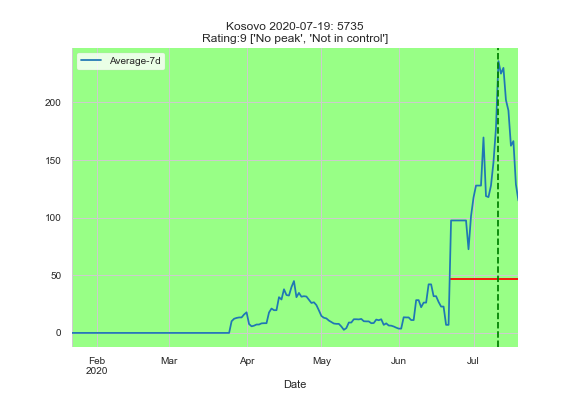 Kosovo 2020-07-19: 5735
Rating:9 ['No peak', 'Not in control']
Average-7d
200
150
100
50
0
Feb Mar Apr May Jun Jul
2020
Date